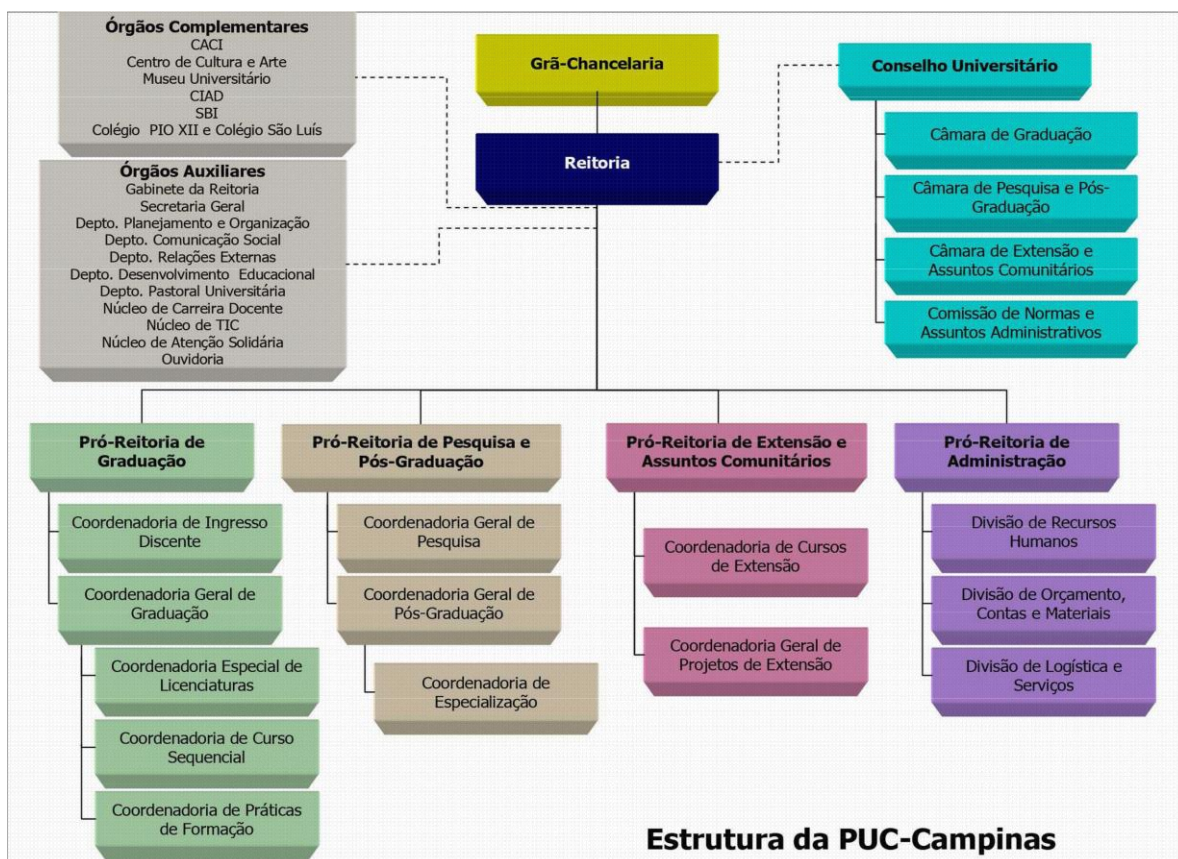 Órgãos Complementares
CACI
Centro de Cultura e Arte
Museu Universitário
CIAD
SBI
Colégio PIO XII e Colégio São Luís
Grã-Chancelaria
Conselho Universitário
Câmara de Graduação
Reitoria
Órgãos Auxiliares
Gabinete da Reitoria
Secretaria Geral
Depto. Planejamento e Organização
Depto. Comunicação Social
Depto. Relações Externas
Depto. Desenvolvimento Educacional
Depto. Pastoral Universitária
Núcleo de Carreira Docente
Núcleo de TIC
Núcleo de Atenção Solidária
Ouvidoria
Câmara de Pesquisa e Pós-
Graduação
Câmara de Extensão e
Assuntos Comunitários
Comissão de Normas e
Assuntos Administrativos
Pró-Reitoria de
Graduação
Coordenadoria de Ingresso
Discente
Coordenadoria Geral de
Graduação
Coordenadoria Especial de
Licenciaturas
Coordenadoria de Curso
Sequencial
Coordenadoria de Práticas
de Formação
Pró-Reitoria de Pesquisa e
Pós-Graduação
Coordenadoria Geral de
Pesquisa
Coordenadoria Geral de
Pós-Graduação
Coordenadoria de
Especialização
Pró-Reitoria de Extensão e
Assuntos Comunitários
Coordenadoria de Cursos
de Extensão
Coordenadoria Geral de
Projetos de Extensão
Pró-Reitoria de
Administração
Divisão de Recursos
Humanos
Divisão de Orçamento,
Contas e Materiais
Divisão de Logística e
Serviços
Estrutura da PUC-Campinas